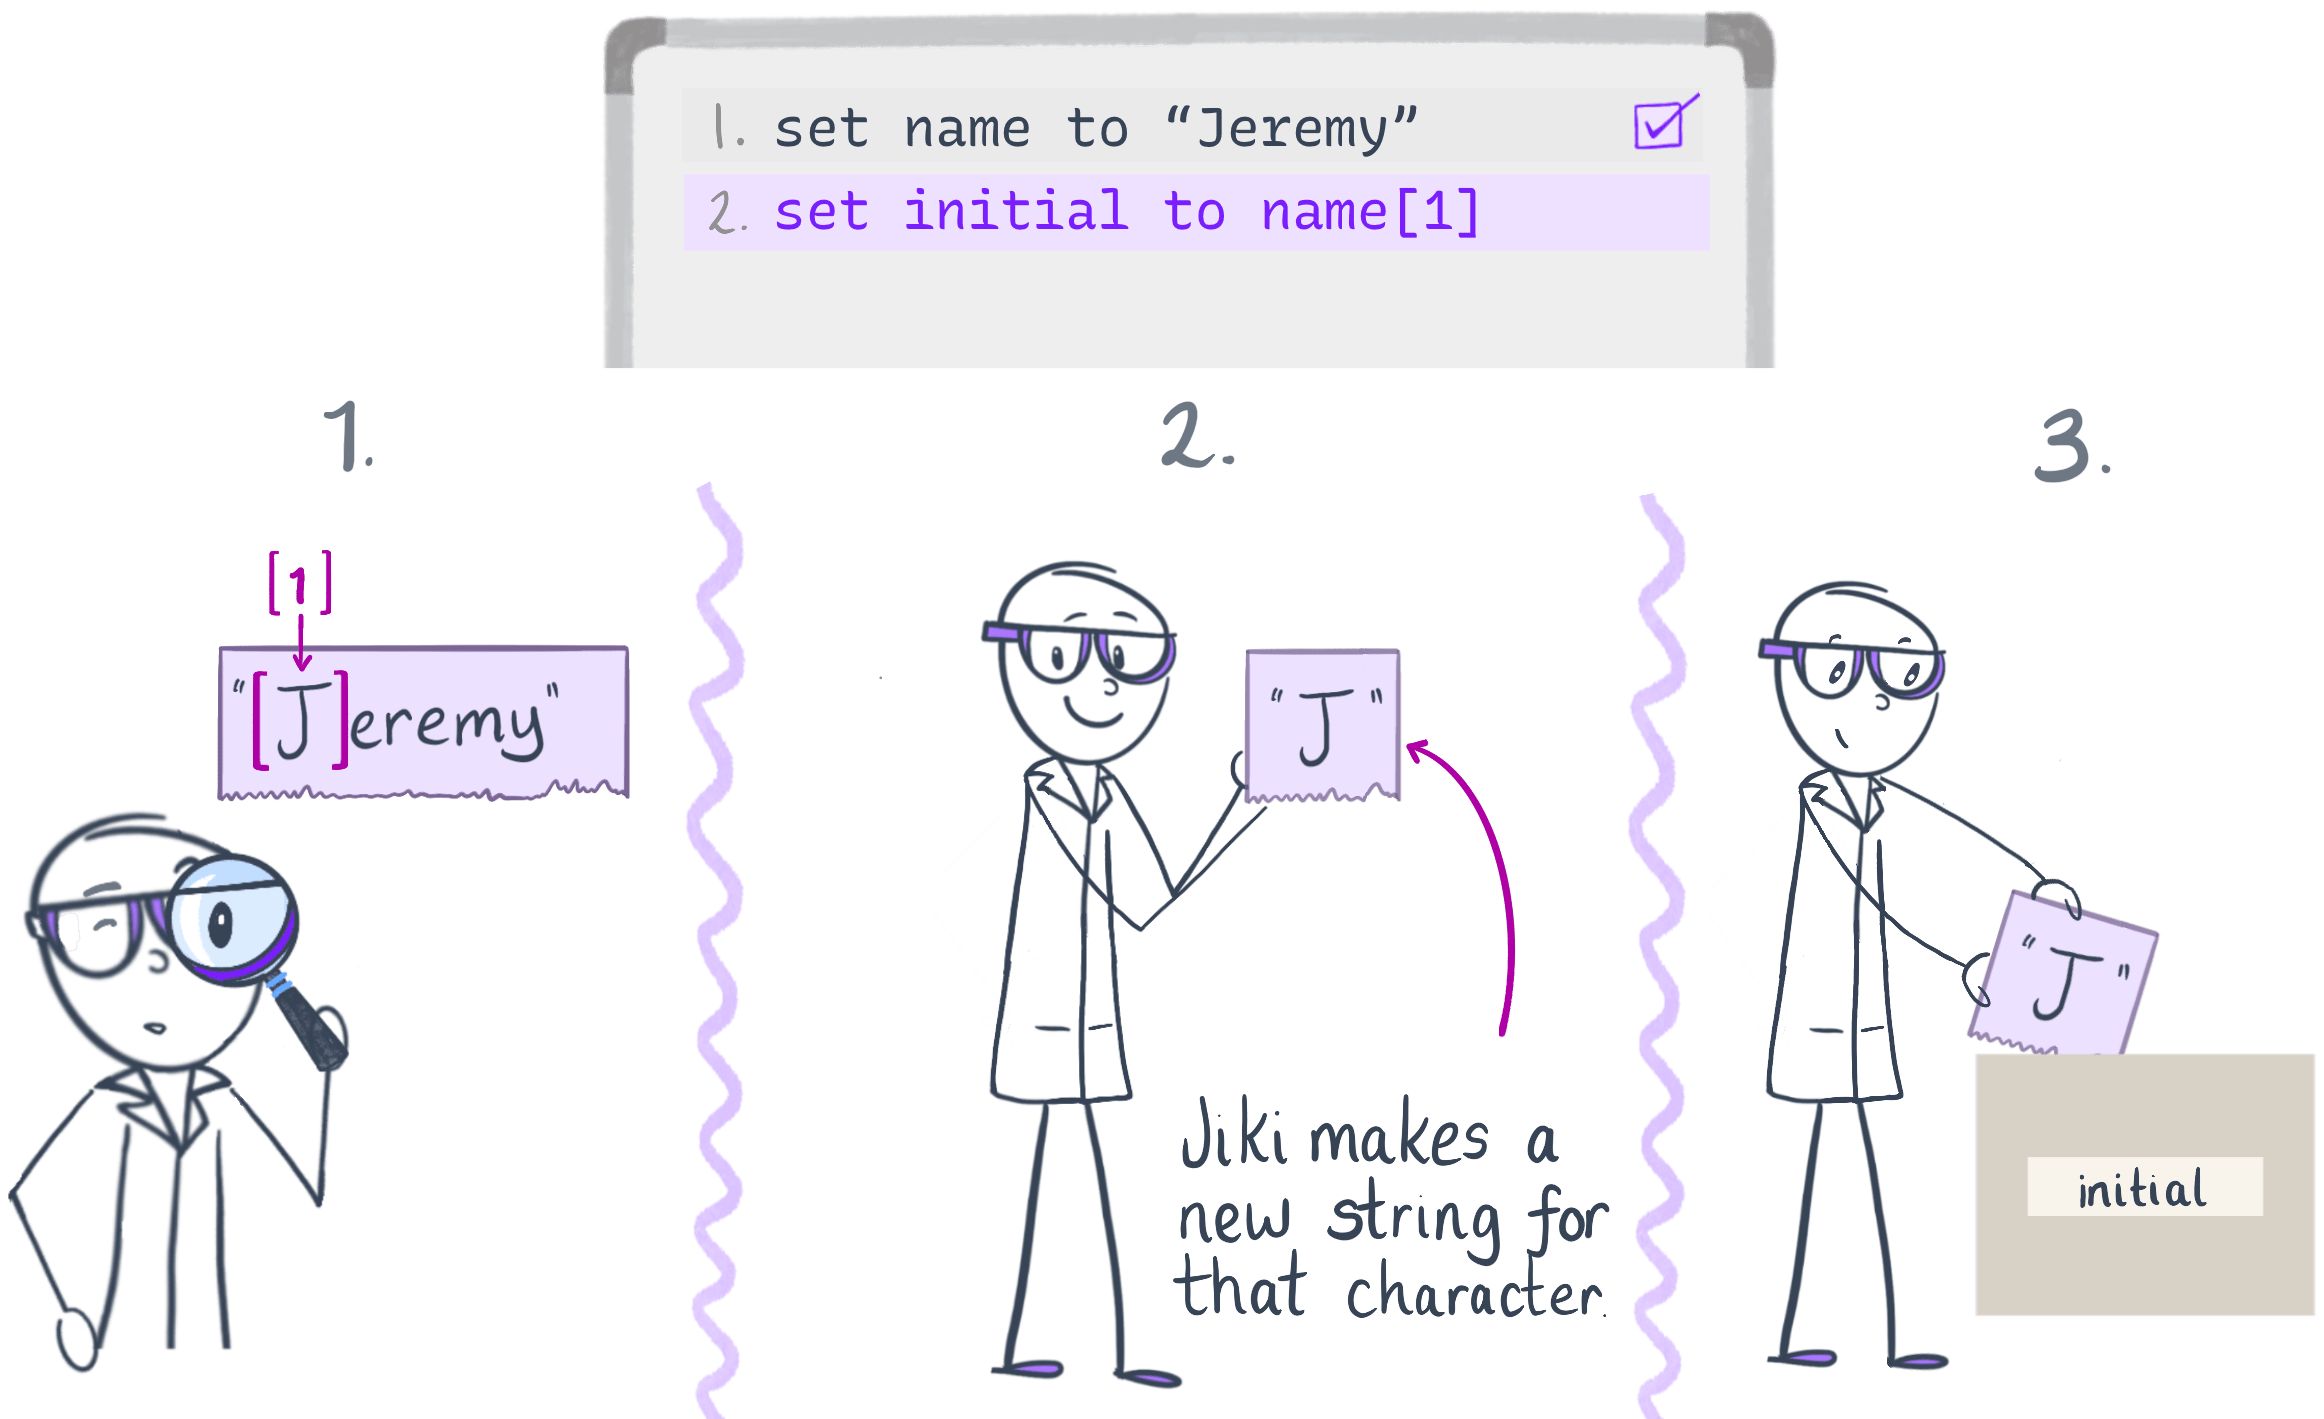 1. set name to “Jeremy”
2. set initial to name[1]
1.
2.
3.
[1]
"[J]eremy"
"J"
Jiki makes a
new string for
that character.
"J"
initial